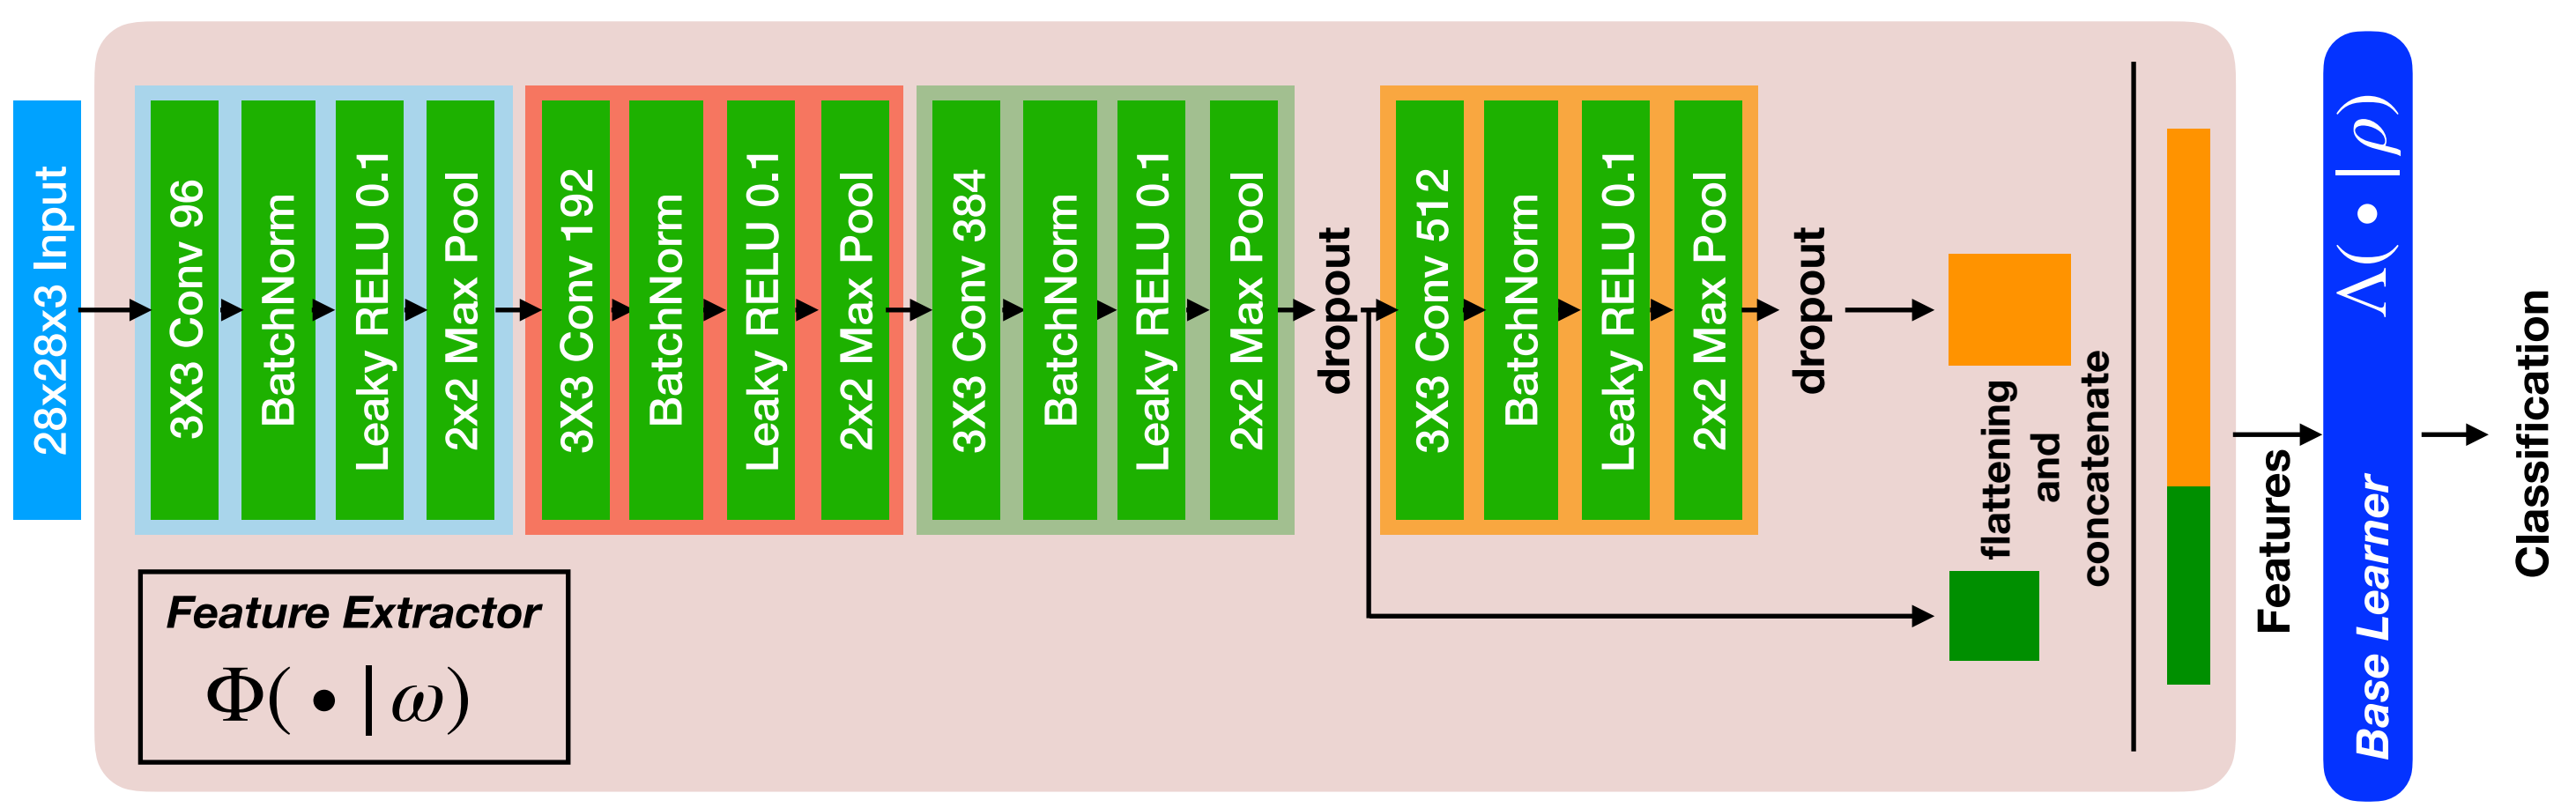 28x28x3 Input
3X3 Conv 96
BatchNorm
Leaky RELU 0.1
2x2 Max Pool
3X3 Conv 192
BatchNorm
Leaky RELU 0.1
2x2 Max Pool
3X3 Conv 384
BatchNorm
Leaky RELU 0.1
2x2 Max Pool
dropout
3X3 Conv 512
BatchNorm
Leaky RELU 0.1
2x2 Max Pool
dropout
flattening
and
concatenate
Feature Extractor
Φ( • | ω)
Features
Base Learner Λ( • | ρ)
Classification